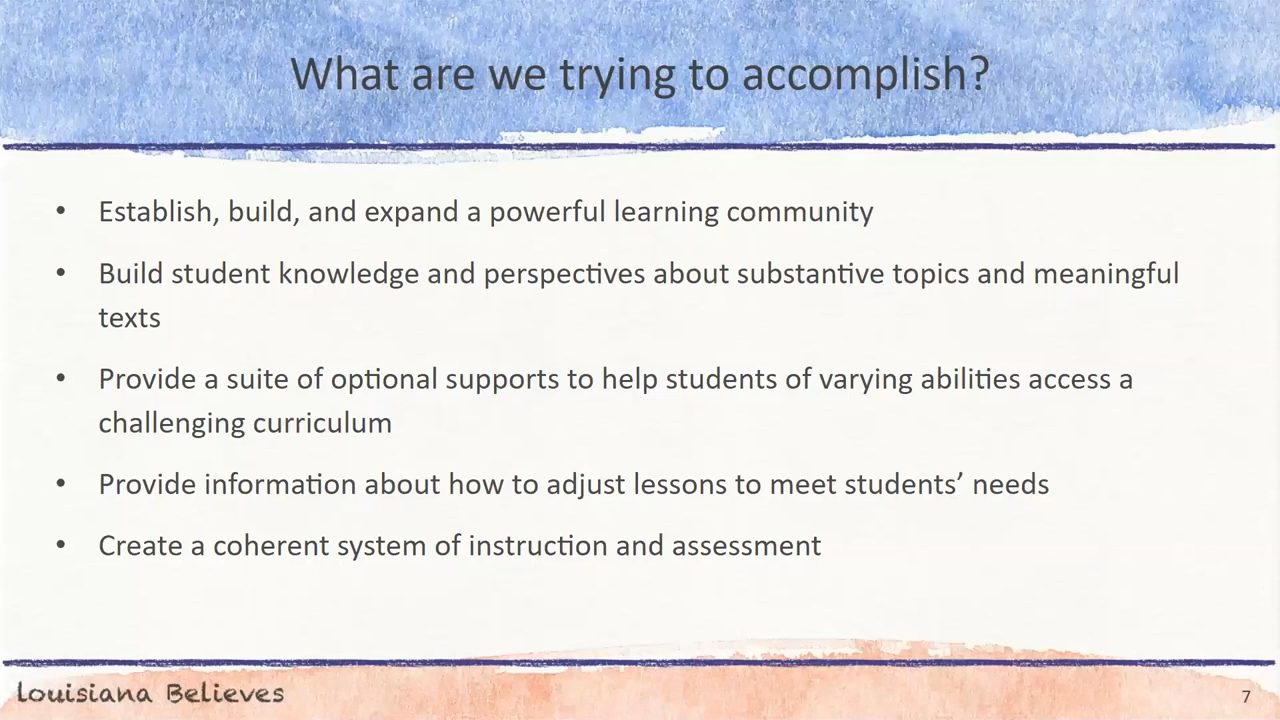 What are we trying to accomplish?
• Establish, build, and expand a powerful learning community
• Build student knowledge and perspectives about substantive topics and meaningful
texts
• Provide a suite of optional supports to help students of varying abilities access a
challenging curriculum
• Provide information about how to adjust lessons to meet students’ needs
• Create a coherent system of instruction and assessment
Louisiana Believes
7